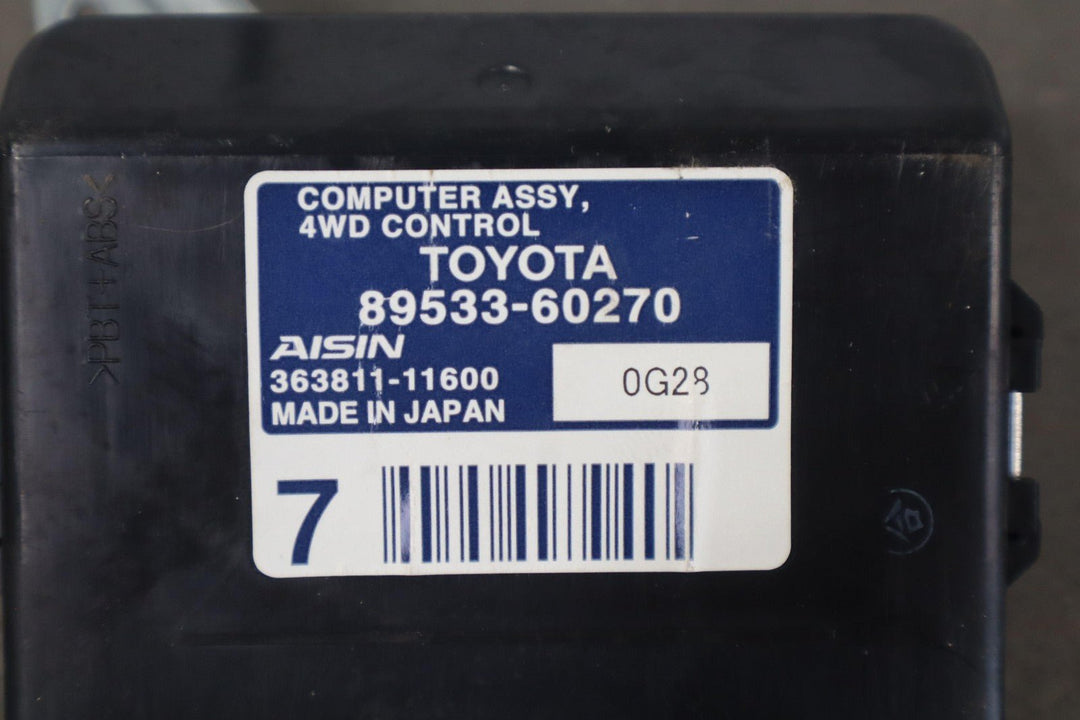 COMPUTER ASSY,
4WD CONTROL
TOYOTA
89533-60270
AISIN
363811-11600
MADE IN JAPAN
0G28
7
>PBT+ABS<